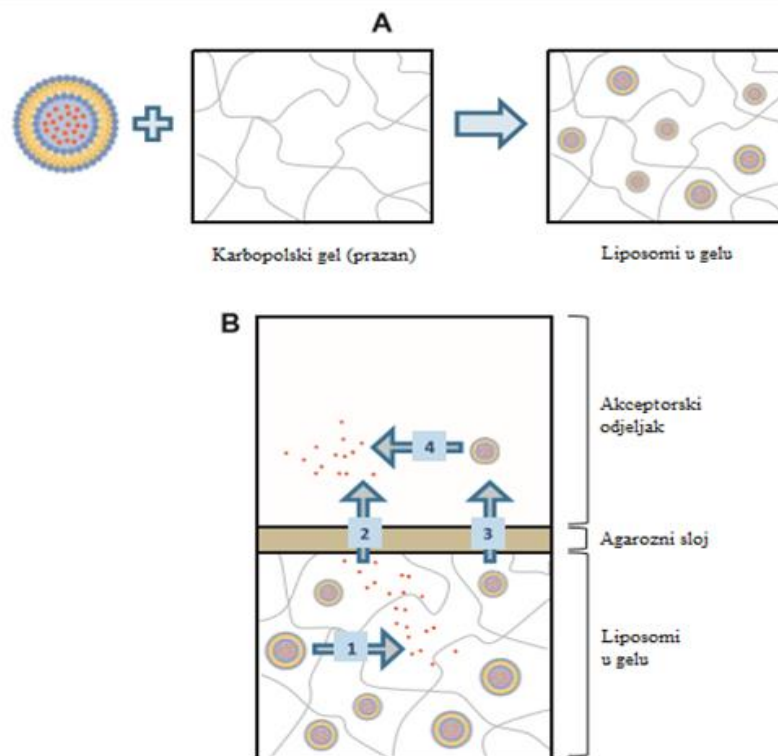 A
Karbopolski gel (prazan)
Liposomi u gelu
B
Akceptorski
odjeljak
4
2
3
Agarozni sloj
1
Liposomi
u gelu